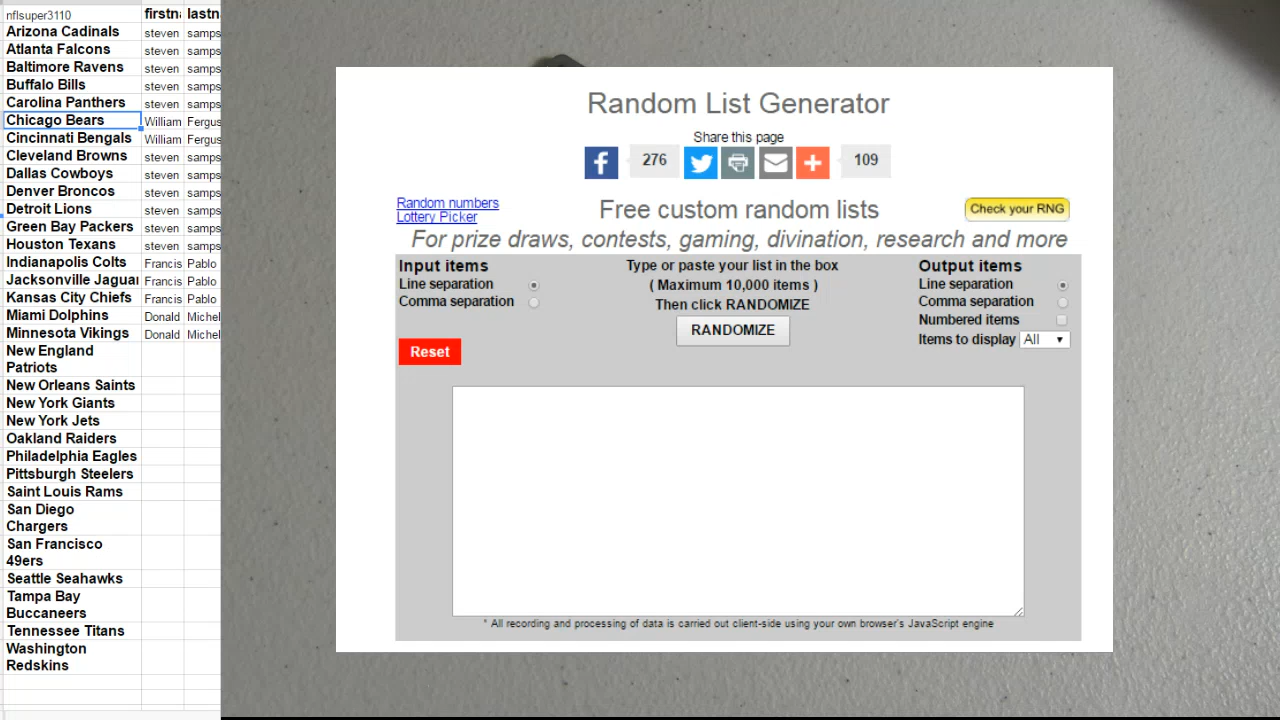 nflsuper3110 firstna lastn
Arizona Cadinals steven samps
Atlanta Falcons steven samps
Baltimore Ravens steven samps
Buffalo Bills steven samps
Carolina Panthers steven samps
Chicago Bears William Fergus
Cincinnati Bengals William Fergus
Cleveland Browns steven samps
Dallas Cowboys steven samps
Denver Broncos steven samps
Detroit Lions steven samps
Green Bay Packers steven samps
Houston Texans steven samps
Indianapolis Colts Francis Pablo
Jacksonville Jaguar Francis Pablo
Kansas City Chiefs Francis Pablo
Miami Dolphins Donald Michel
Minnesota Vikings Donald Michel
New England
Patriots
New Orleans Saints
New York Giants
New York Jets
Oakland Raiders
Philadelphia Eagles
Pittsburgh Steelers
Saint Louis Rams
San Diego
Chargers
San Francisco
49ers
Seattle Seahawks
Tampa Bay
Buccaneers
Tennessee Titans
Washington
Redskins
Random List Generator
Share this page
276 109
Random numbers
Lottery Picker
Free custom random lists
Check your RNG
For prize draws, contests, gaming, divination, research and more
Input items
Line separation
Comma separation
Reset
Type or paste your list in the box
( Maximum 10,000 items )
Then click RANDOMIZE
RANDOMIZE
Output items
Line separation
Comma separation
Numbered items
Items to display All
* All recording and processing of data is carried out client-side using your own browser's JavaScript engine